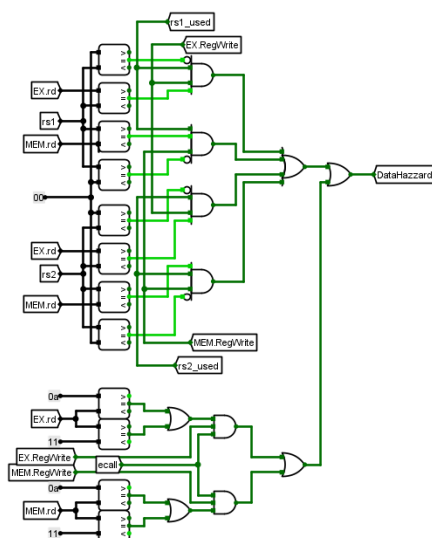 rs1_used
EX.RegWrite
> = <
> = <
EX.rd
rs1
> = <
MEM.rd
> = <
DataHazzard
00
> = <
EX.rd
> = <
rs2
> = <
MEM.rd
> = <
MEM.RegWrite
rs2_used
0a
> = <
EX.rd
> = <
11
EX.RegWrite
ecall
MEM.RegWrite
0a
> = <
MEM.rd
> = <
11